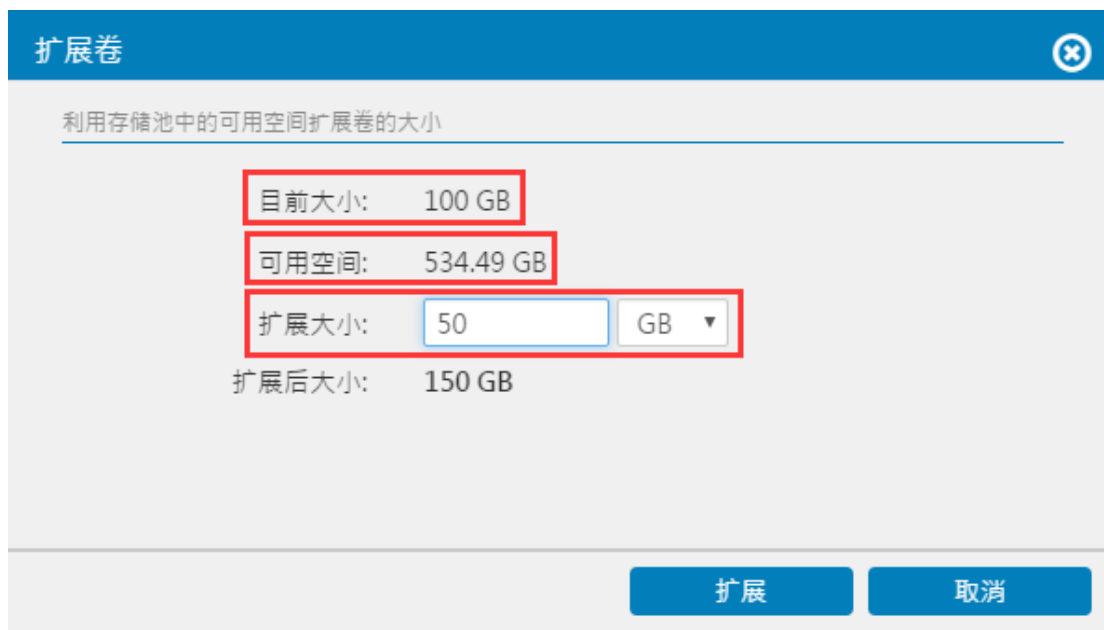 扩展卷
利用存储池中的可用空间扩展卷的大小
目前大小: 100 GB
可用空间: 534.49 GB
扩展大小: 50 GB
扩展后大小: 150 GB
扩展 取消